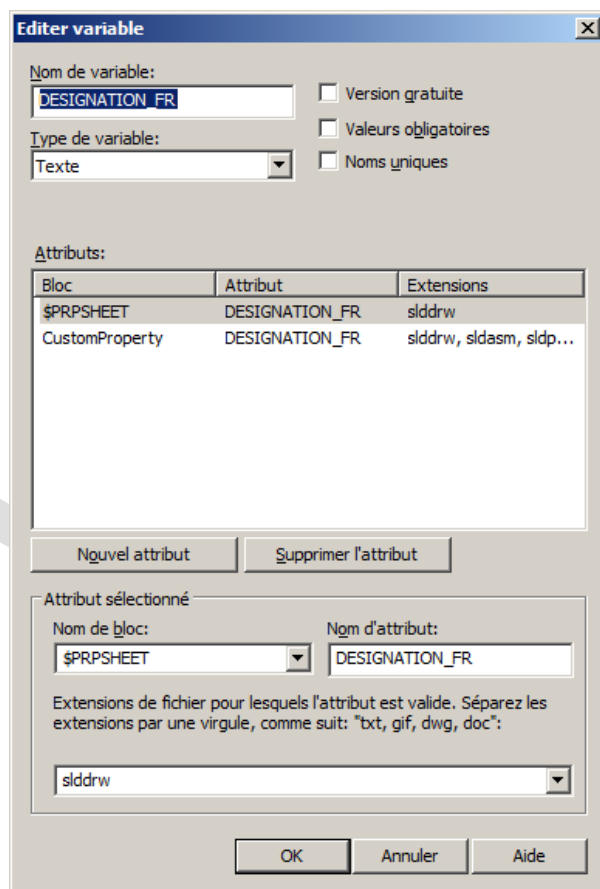 Editer variable
Nom de variable:
DESIGNATION_FR
Version gratuite
Valeurs obligatoires
Type de variable:
Texte
Noms uniques
Attributs:
Bloc Attribut Extensions
$PRPSHEET DESIGNATION_FR slddrw
CustomProperty DESIGNATION_FR slddrw, sldasm, sldp...
Nouvel attribut Supprimer l'attribut
Attribut sélectionné
Nom de bloc: Nom d'attribut:
$PRPSHEET DESIGNATION_FR
Extensions de fichier pour lesquels l'attribut est valide. Séparez les
extensions par une virgule, comme suit: "txt, gif, dwg, doc":
slddrw
OK Annuler Aide